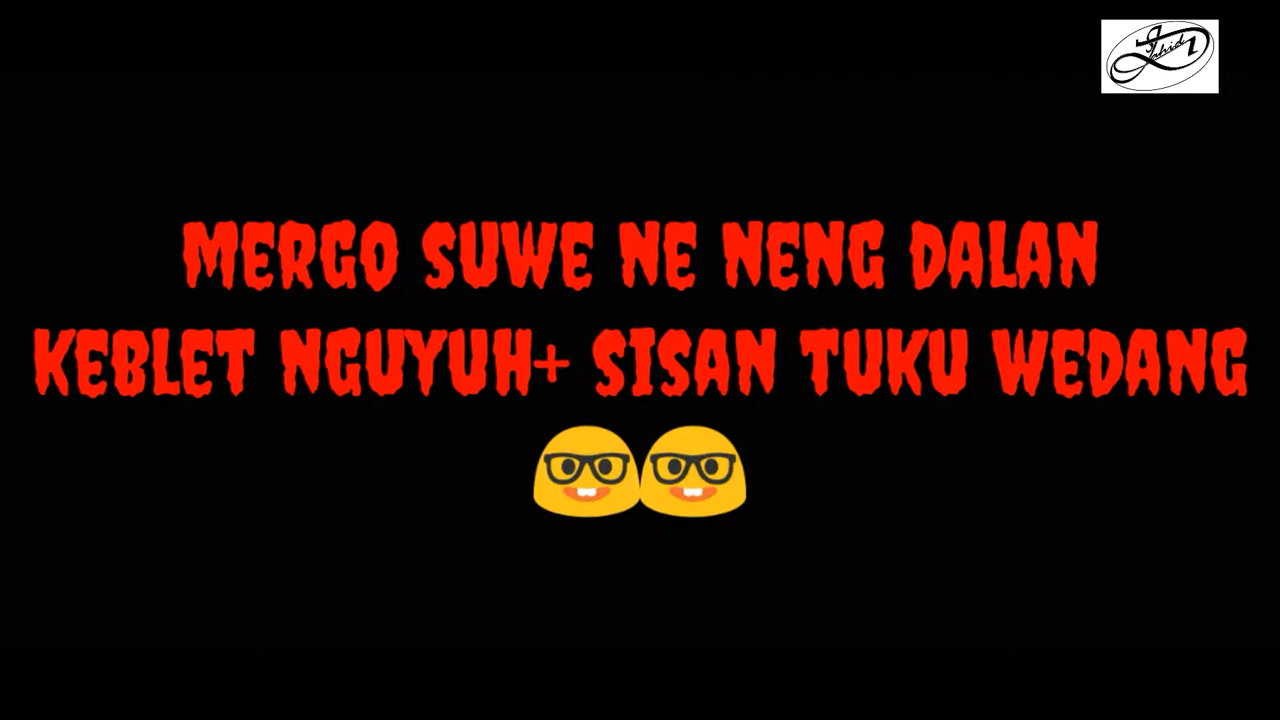 MERGO SUWE NE NENG DALAN
KEBLET NGUYUH+ SISAN TUKU WEDANG
🤓🤓